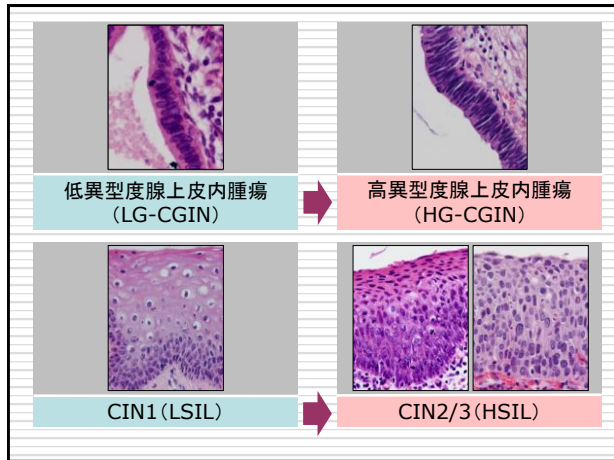 低異型度腺上皮内腫瘍
（LG-CGIN）
高異型度腺上皮内腫瘍
（HG-CGIN）
CIN1（LSIL）
CIN2/3（HSIL）